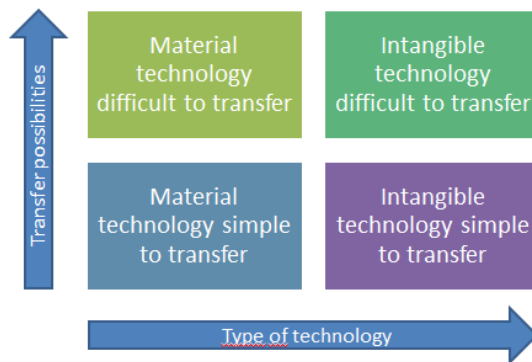 Transfer possibilities
Material
technology
difficult to transfer
Intangible
technology
difficult to transfer
Material
technology simple
to transfer
Intangible
technology simple
to transfer
Type of technology